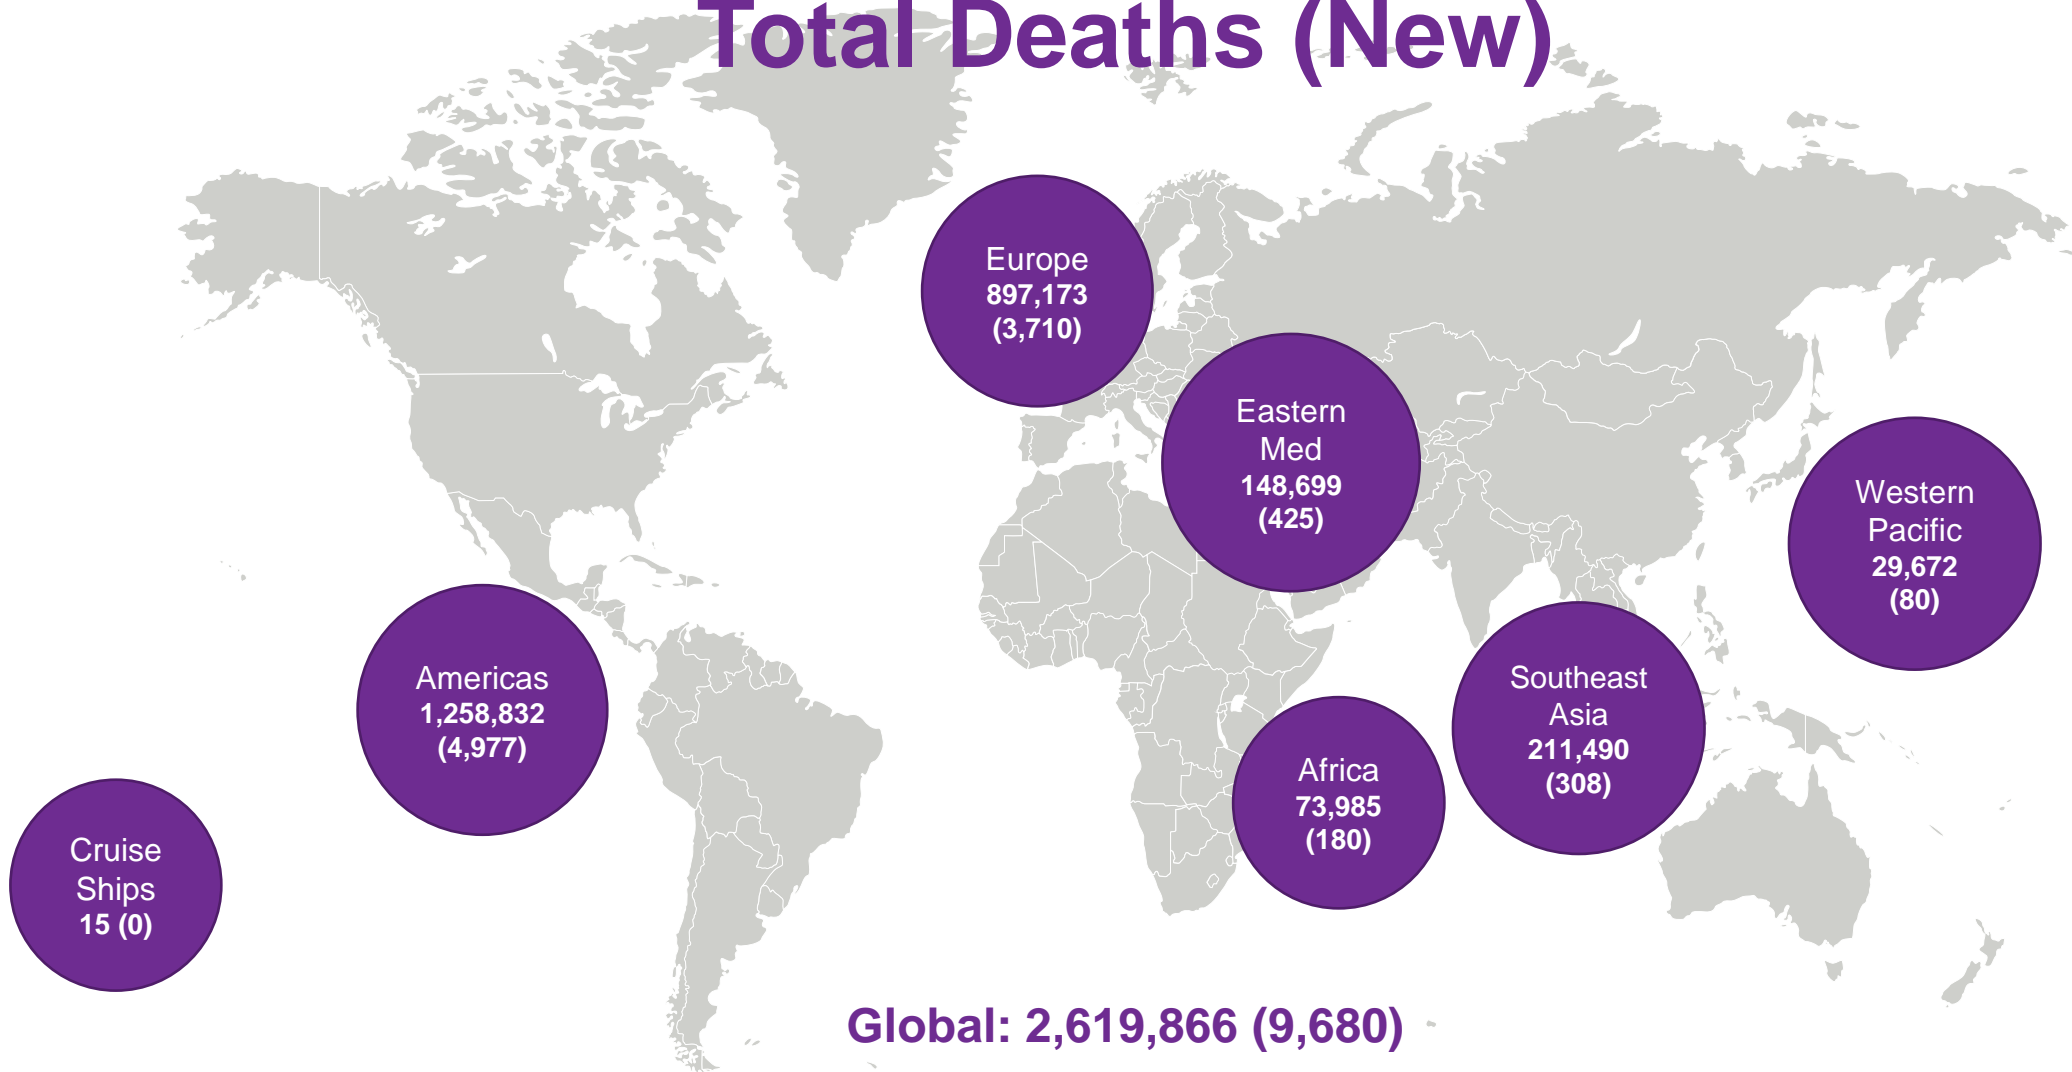 Total Deaths (New)
Europe
897,173
(3,710)
Eastern
Med
148,699
(425)
Western
Pacific
29,672
(80)
Americas
1,258,832
(4,977)
Southeast
Asia
211,490
(308)
Africa
73,985
(180)
Cruise
Ships
15 (0)
Global: 2,619,866 (9,680)